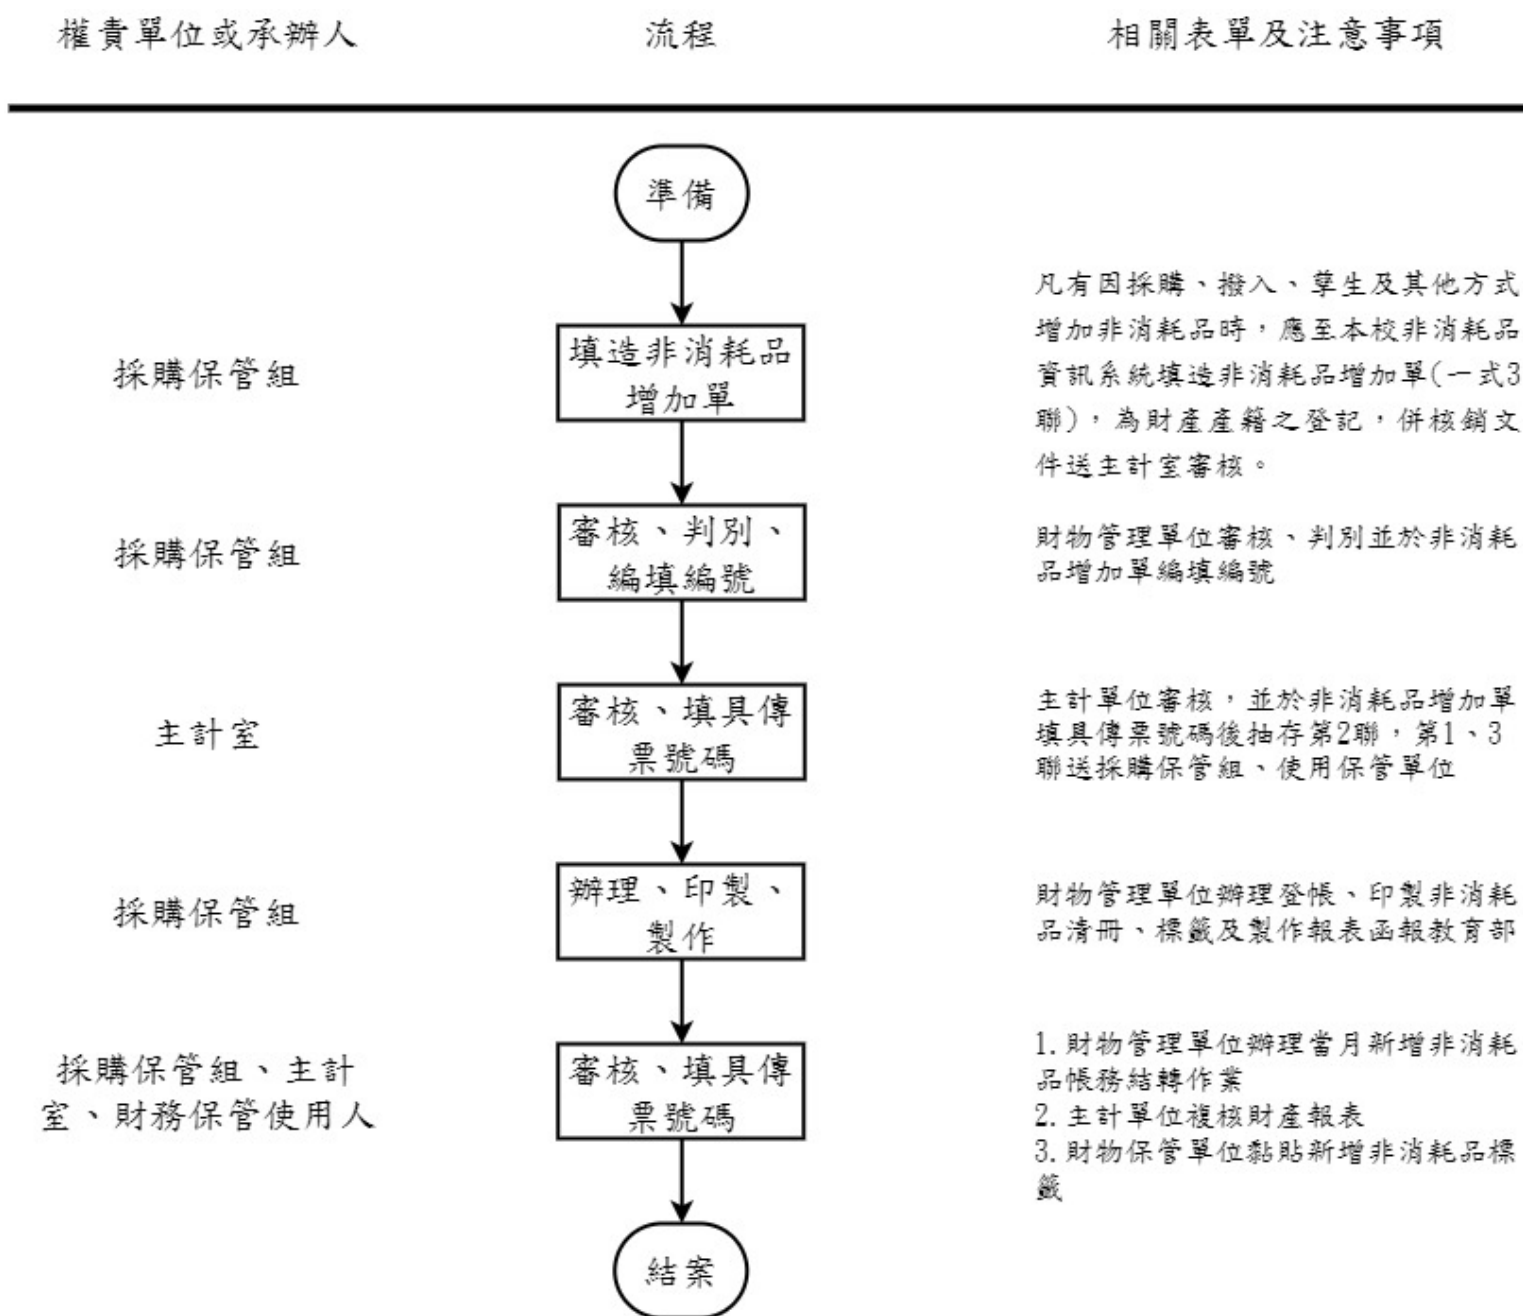 權責單位或承辦人
流程
相關表單及注意事項
準備
採購保管組
填造非消耗品
增加單
凡有因採購、撥入、孳生及其他方式
增加非消耗品時，應至本校非消耗品
資訊系統填造非消耗品增加單(一式3
聯)，為財產產籍之登記，併核銷文
件送主計室審核。
採購保管組
審核、判別、
編填編號
財物管理單位審核、判別並於非消耗
品增加單編填編號
主計室
審核、填具傳
票號碼
主計單位審核，並於非消耗品增加單
填具傳票號碼後抽存第2聯，第1、3
聯送採購保管組、使用保管單位
採購保管組
辦理、印製、
製作
財物管理單位辦理登帳、印製非消耗
品清冊、標籤及製作報表函報教育部
採購保管組、主計
室、財務保管使用人
審核、填具傳
票號碼
1.財物管理單位辦理當月新增非消耗
品帳務結轉作業
2.主計單位複核財產報表
3.財物保管單位黏貼新增非消耗品標
籤
結案